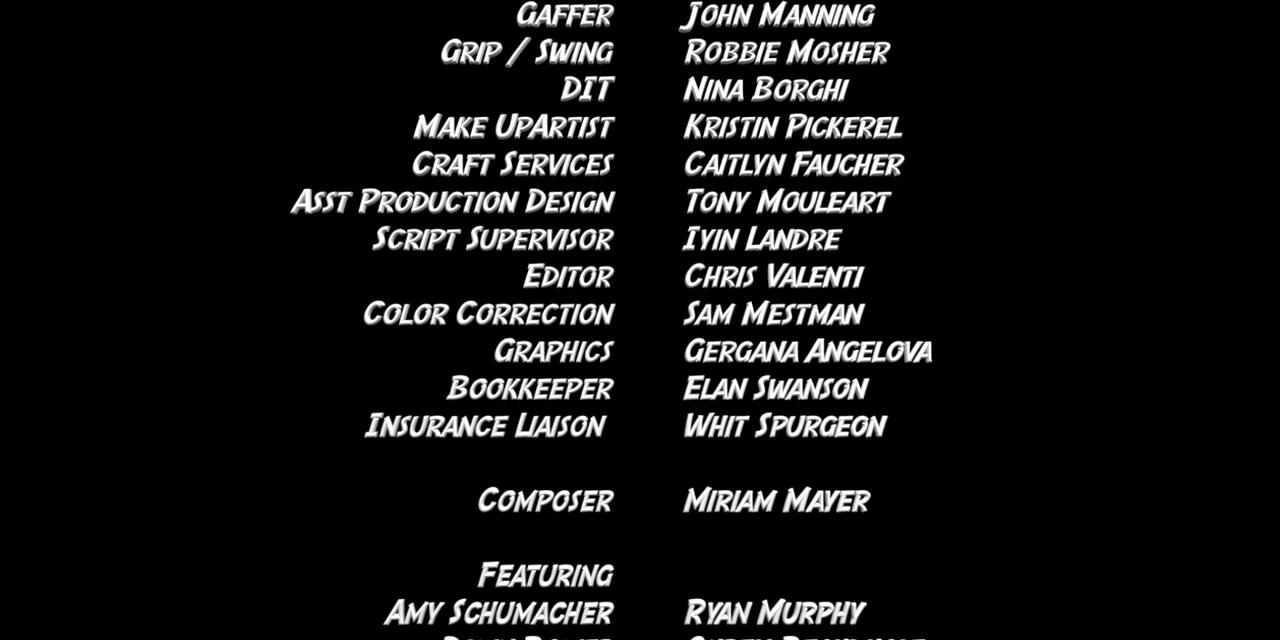 Gaffer John Manning
Grip / Swing Robbie Mosher
DIT Nina Borghi
Make UpArtist Kristin Pickerel
Craft Services Caitlyn Faucher
Asst Production Design Tony Mouleart
Script Supervisor Iyin Landre
Editor Chris Valenti
Color Correction Sam Mestman
Graphics Gergana Angelova
Bookkeeper Elan Swanson
Insurance Liaison Whit Spurgeon
Composer Miriam Mayer
Featuring
Amy Schumacher Ryan Murphy